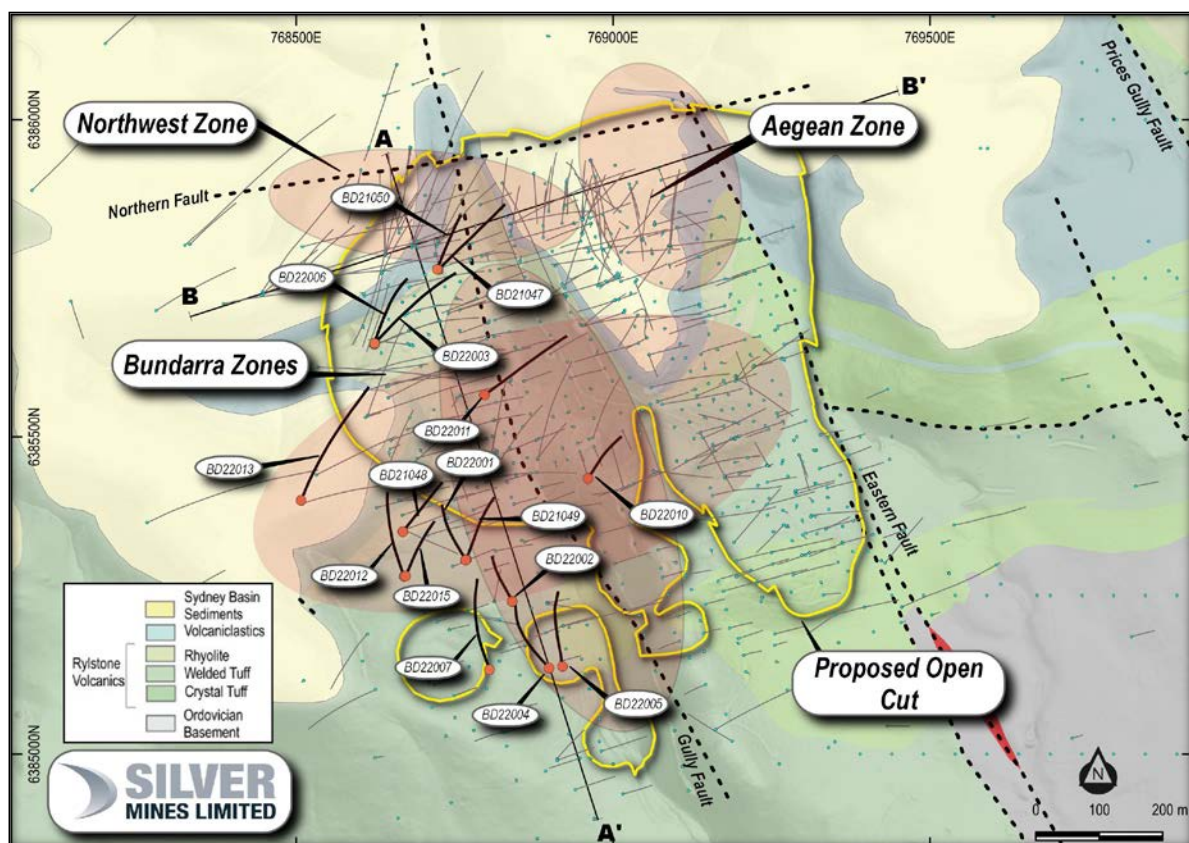 768500E
769000E
769500E
6386000N
6385500N
6385000N
Northwest Zone
Aegean Zone
Prices Gully Fault
A
B'
Northern Fault
BD21050
BD22006
BD21047
B
BD22003
Bundarra Zones
BD22011
BD22013
BD21048
BD22001
BD21049
BD22010
Eastern Fault
BD22002
BD22012
BD22015
BD22007
BD22004
BD22005
Gully Fault
Proposed Open
Cut
A'
Sydney Basin
Sediments
Volcaniclastics
Rylstone
Volcanics
Rhyolite
Welded Tuff
Crystal Tuff
Ordovician
Basement
SILVER
MINES LIMITED
N
0 100 200 m